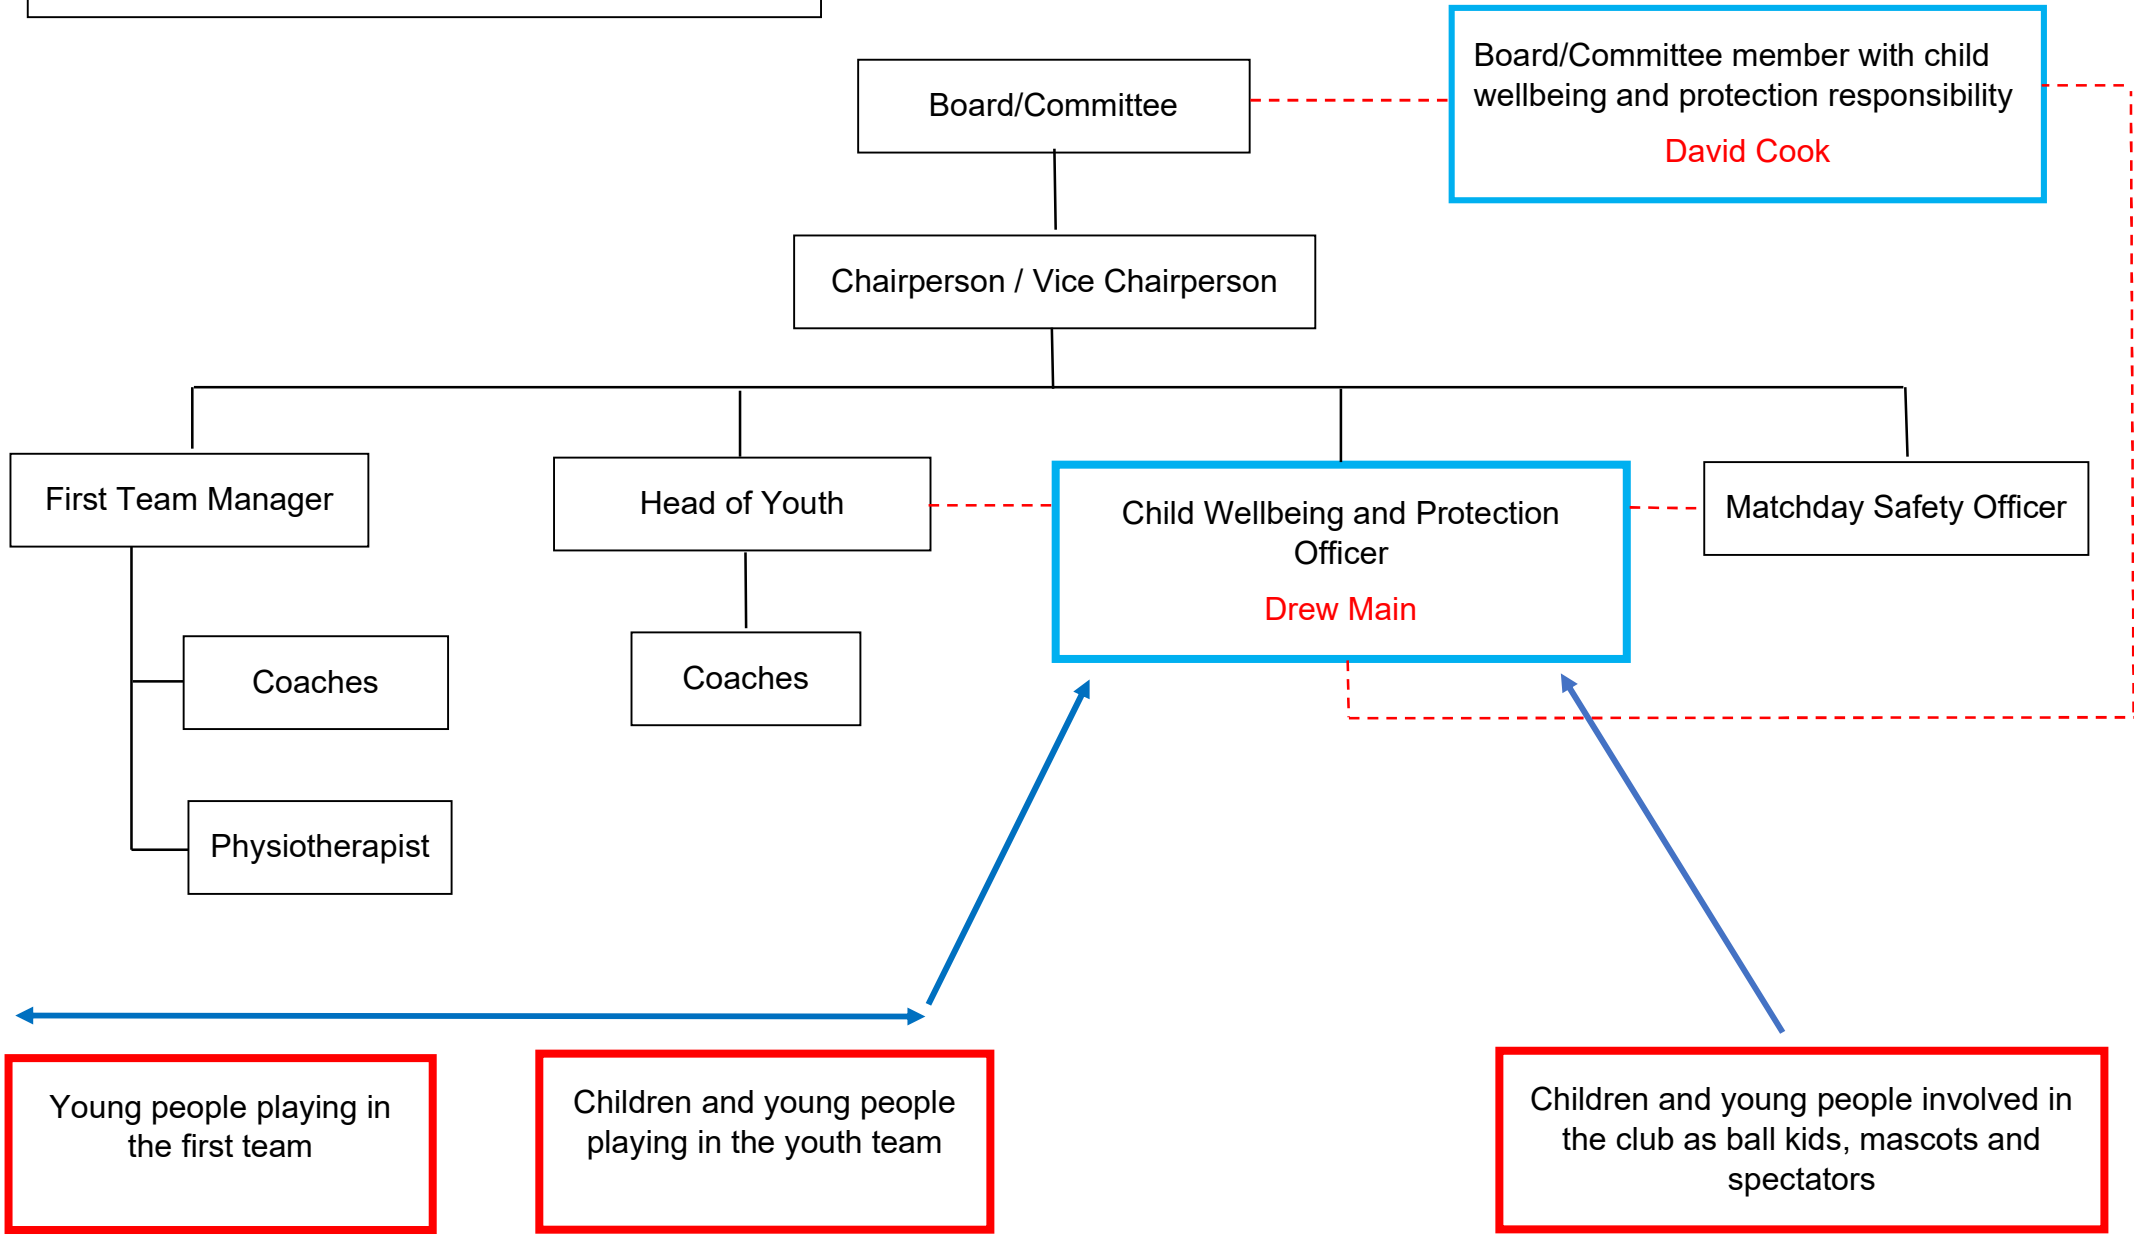 Board/Committee member with child
wellbeing and protection responsibility
David Cook
Board/Committee
Chairperson / Vice Chairperson
First Team Manager
Head of Youth
Child Wellbeing and Protection
Officer
Drew Main
Matchday Safety Officer
Coaches
Coaches
Physiotherapist
Young people playing in
the first team
Children and young people
playing in the youth team
Children and young people involved in
the club as ball kids, mascots and
spectators